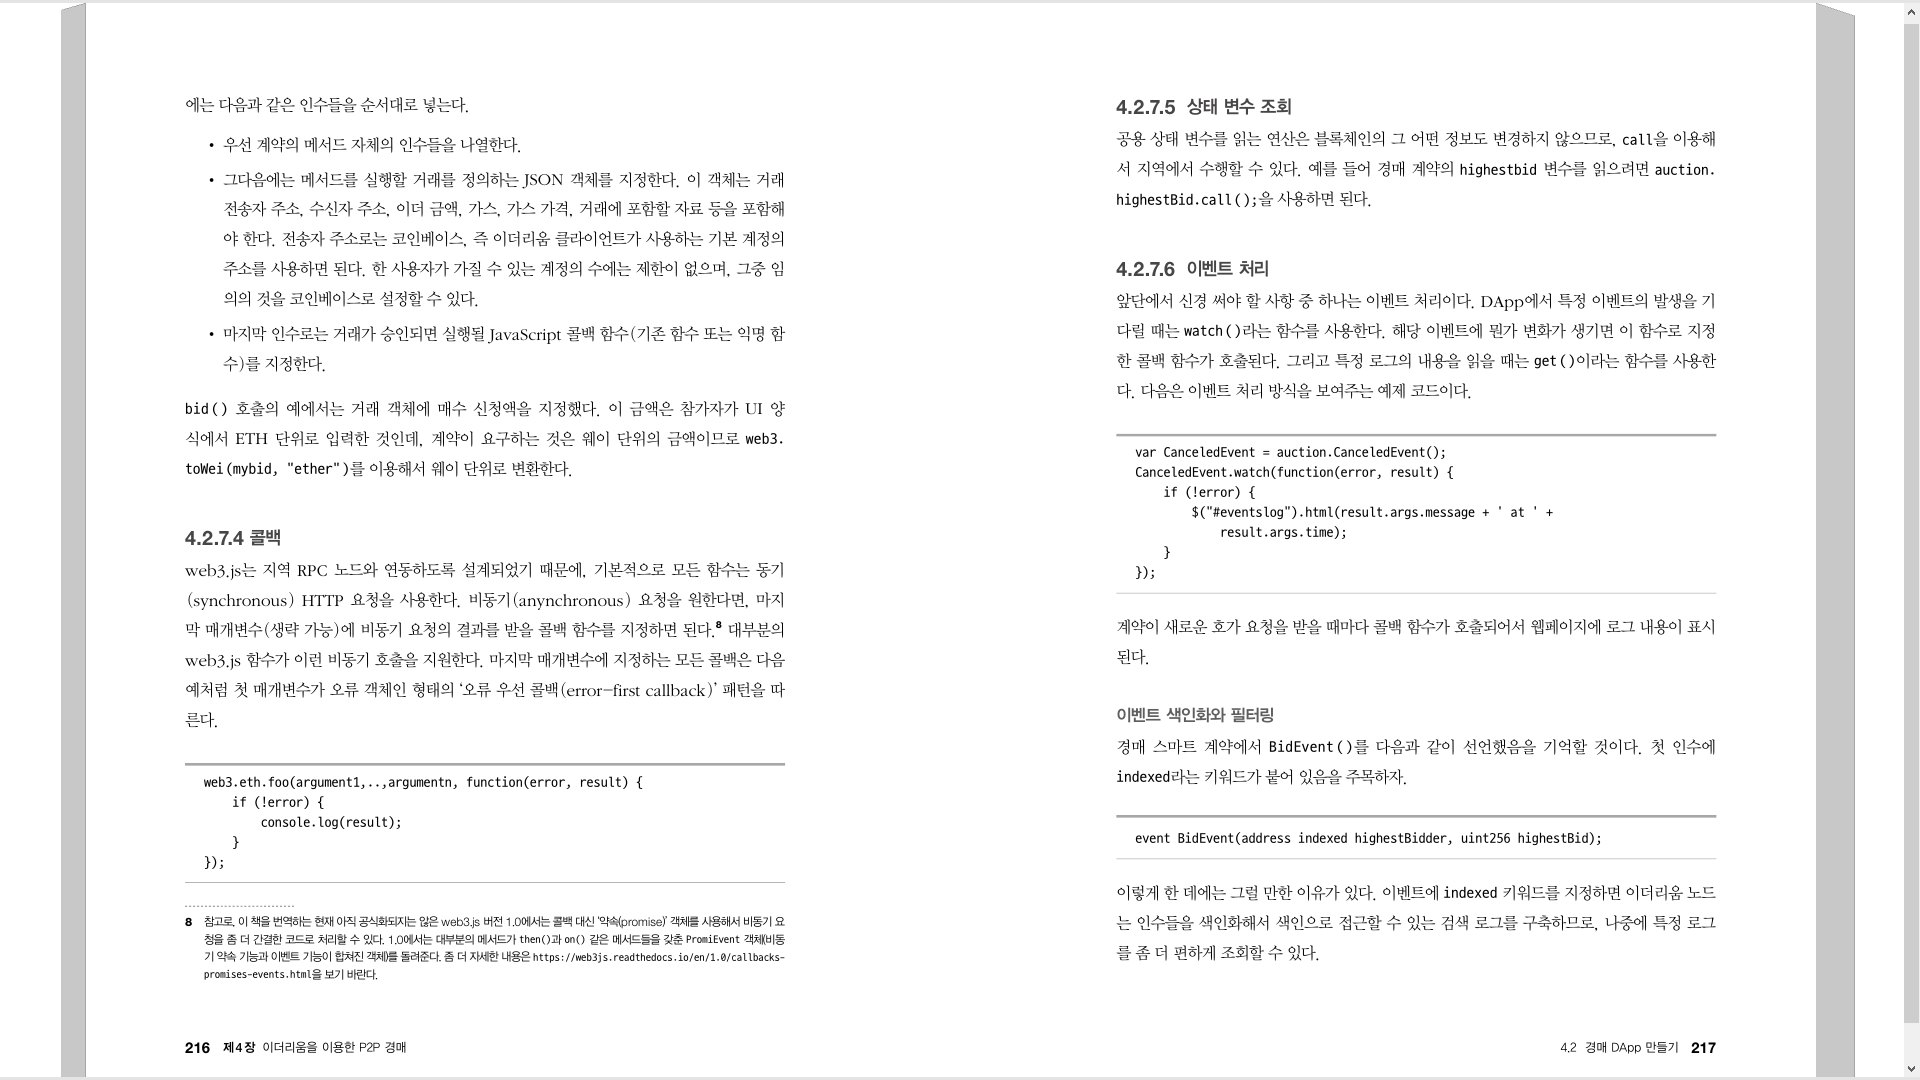 에는 다음과 같은 인수들을 순서대로 넣는다.
• 우선 계약의 메서드 자체의 인수들을 나열한다.
• 그다음에는 메서드를 실행할 거래를 정의하는 JSON 객체를 지정한다. 이 객체는 거래
전송자 주소, 수신자 주소, 이더 금액, 가스, 가스 가격, 거래에 포함할 자료 등을 포함해
야 한다. 전송자 주소로는 코인베이스, 즉 이더리움 클라이언트가 사용하는 기본 계정의
주소를 사용하면 된다. 한 사용자가 가질 수 있는 계정의 수에는 제한이 없으며, 그중 임
의의 것을 코인베이스로 설정할 수 있다.
• 마지막 인수로는 거래가 승인되면 실행될 JavaScript 콜백 함수(기존 함수 또는 익명 함
수)를 지정한다.
bid() 호출의 예에서는 거래 객체에 매수 신청액을 지정했다. 이 금액은 참가자가 UI 양
식에서 ETH 단위로 입력한 것인데, 계약이 요구하는 것은 웨이 단위의 금액이므로 web3.
toWei(mybid, "ether")를 이용해서 웨이 단위로 변환한다.
4.2.7.4 콜백
web3.js는 지역 RPC 노드와 연동하도록 설계되었기 때문에, 기본적으로 모든 함수는 동기
(synchronous) HTTP 요청을 사용한다. 비동기(anynchronous) 요청을 원한다면, 마지
막 매개변수(생략 가능)에 비동기 요청의 결과를 받을 콜백 함수를 지정하면 된다.8 대부분의
web3.js 함수가 이런 비동기 호출을 지원한다. 마지막 매개변수에 지정하는 모든 콜백은 다음
예처럼 첫 매개변수가 오류 객체인 형태의 ‘오류 우선 콜백(error-first callback)’ 패턴을 따
른다.
web3.eth.foo(argument1,..,argumentn, function(error, result) {
    if (!error) {
        console.log(result);
    }
});
8 참고로, 이 책을 번역하는 현재 아직 공식화되지는 않은 web3.js 버전 1.0에서는 콜백 대신 ‘약속(promise)’ 객체를 사용해서 비동기 요
청을 좀 더 간결한 코드로 처리할 수 있다. 1.0에서는 대부분의 메서드가 then()과 on() 같은 메서드들을 갖춘 PromiEvent 객체(비동
기 약속 기능과 이벤트 기능이 합쳐진 객체)를 돌려준다. 좀 더 자세한 내용은 https://web3js.readthedocs.io/en/1.0/callbacks-
promises-events.html을 보기 바란다.
216 제4장 이더리움을 이용한 P2P 경매
4.2.7.5 상태 변수 조회
공용 상태 변수를 읽는 연산은 블록체인의 그 어떤 정보도 변경하지 않으므로, call을 이용해
서 지역에서 수행할 수 있다. 예를 들어 경매 계약의 highestbid 변수를 읽으려면 auction.
highestBid.call();을 사용하면 된다.
4.2.7.6 이벤트 처리
앞단에서 신경 써야 할 사항 중 하나는 이벤트 처리이다. DApp에서 특정 이벤트의 발생을 기
다릴 때는 watch()라는 함수를 사용한다. 해당 이벤트에 뭔가 변화가 생기면 이 함수로 지정
한 콜백 함수가 호출된다. 그리고 특정 로그의 내용을 읽을 때는 get()이라는 함수를 사용한
다. 다음은 이벤트 처리 방식을 보여주는 예제 코드이다.
var CanceledEvent = auction.CanceledEvent();
CanceledEvent.watch(function(error, result) {
    if (!error) {
        $("#eventslog").html(result.args.message + ' at ' +
            result.args.time);
    }
});
계약이 새로운 호가 요청을 받을 때마다 콜백 함수가 호출되어서 웹페이지에 로그 내용이 표시
된다.
이벤트 색인화와 필터링
경매 스마트 계약에서 BidEvent()를 다음과 같이 선언했음을 기억할 것이다. 첫 인수에
indexed라는 키워드가 붙어 있음을 주목하자.
event BidEvent(address indexed highestBidder, uint256 highestBid);
이렇게 한 데에는 그럴 만한 이유가 있다. 이벤트에 indexed 키워드를 지정하면 이더리움 노드
는 인수들을 색인화해서 색인으로 접근할 수 있는 검색 로그를 구축하므로, 나중에 특정 로그
를 좀 더 편하게 조회할 수 있다.
4.2 경매 DApp 만들기 217